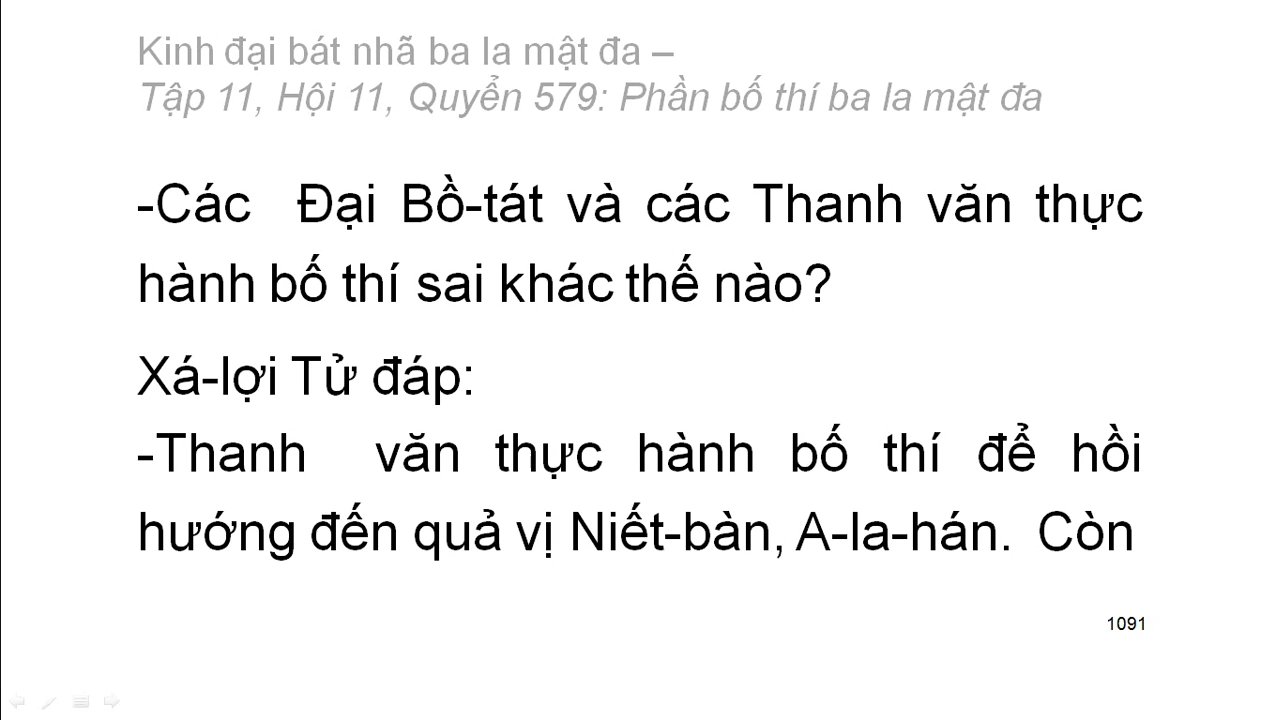 Kinh đại bát nhã ba la mật đa –
Tập 11, Hội 11, Quyển 579: Phần bố thí ba la mật đa
-Các Đại Bồ-tát và các Thanh văn thực
hành bố thí sai khác thế nào?
Xá-lợi Tử đáp:
-Thanh văn thực hành bố thí để hồi
hướng đến quả vị Niết-bàn, A-la-hán. Còn
1091